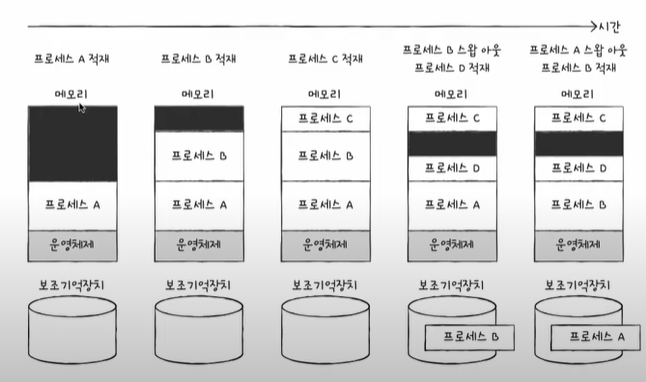 시간
프로세스 A 적재
프로세스 B 적재
프로세스 C 적재
프로세스 B 스왑 아웃
프로세스 D 적재
프로세스 A 스왑 아웃
프로세스 B 적재
메모리
메모리
메모리
메모리
메모리
프로세스 A
운영체제
프로세스 B
프로세스 A
운영체제
프로세스 C
프로세스 B
프로세스 A
운영체제
프로세스 C
프로세스 D
프로세스 A
운영체제
프로세스 C
프로세스 D
프로세스 B
운영체제
보조기억장치
보조기억장치
보조기억장치
보조기억장치
보조기억장치
프로세스 B
프로세스 A